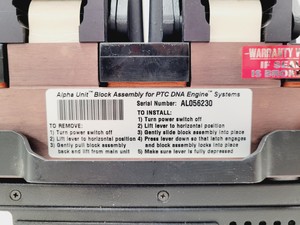 WARRANTY
IF SEAL
IS BROKEN
Alpha Unit™ Block Assembly for PTC DNA Engine™ Systems
Serial Number: AL056230
TO REMOVE:
1) Turn power switch off
2) Lift lever to horizontal position
3) Gently pull block assembly
back and lift from main unit
TO INSTALL:
1) Turn power switch off
2) Lift lever to horizontal position
3) Gently slide block assembly into place
4) Press lever down so that latch engages
and block assembly locks into place
5) Make sure lever is fully depressed